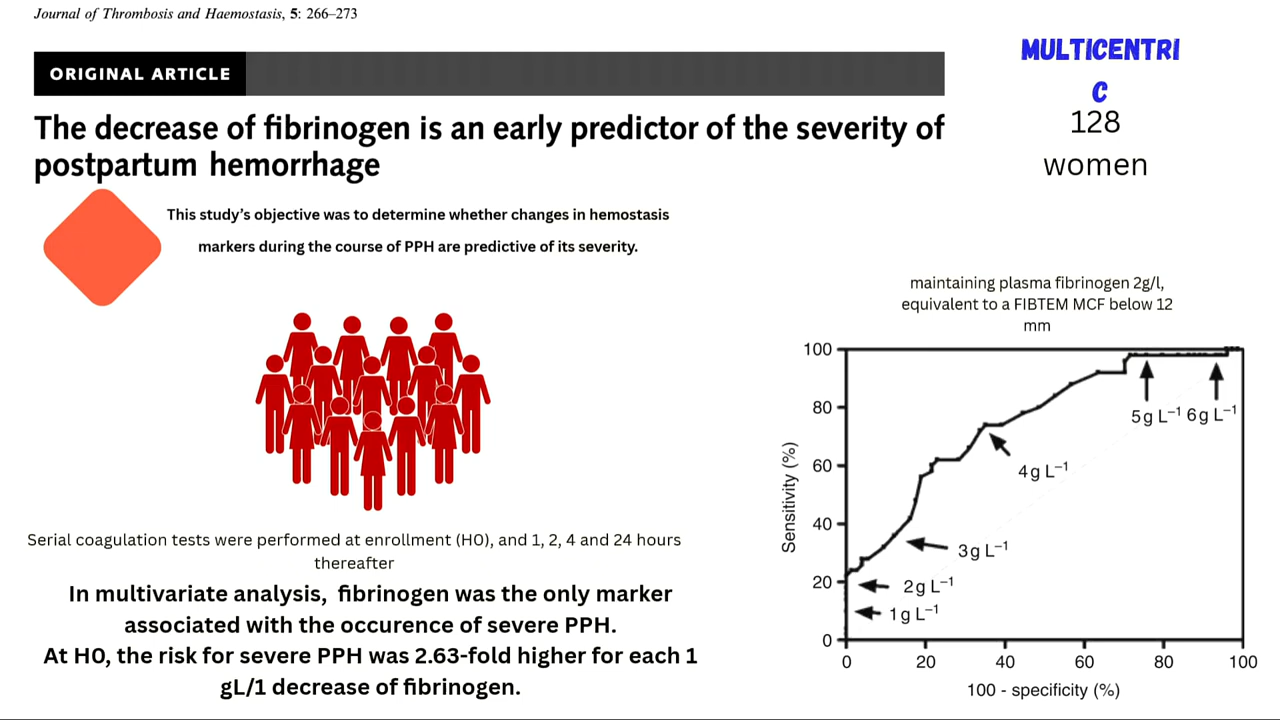 Journal of Thrombosis and Haemostasis, 5: 266–273
ORIGINAL ARTICLE
The decrease of fibrinogen is an early predictor of the severity of
postpartum hemorrhage
MULTICENTRI
C
128
women
This study's objective was to determine whether changes in hemostasis
markers during the course of PPH are predictive of its severity.
Serial coagulation tests were performed at enrollment (H0), and 1, 2, 4 and 24 hours
thereafter
In multivariate analysis, fibrinogen was the only marker
associated with the occurence of severe PPH.
At H0, the risk for severe PPH was 2.63-fold higher for each 1
gL/1 decrease of fibrinogen.
maintaining plasma fibrinogen 2g/l,
equivalent to a FIBTEM MCF below 12
mm
Sensitivity (%)
100
80
60
40
20
0
5 g L⁻¹ 6 g L⁻¹
4 g L⁻¹
3 g L⁻¹
2 g L⁻¹
1 g L⁻¹
0 20 40 60 80 100
100 - specificity (%)